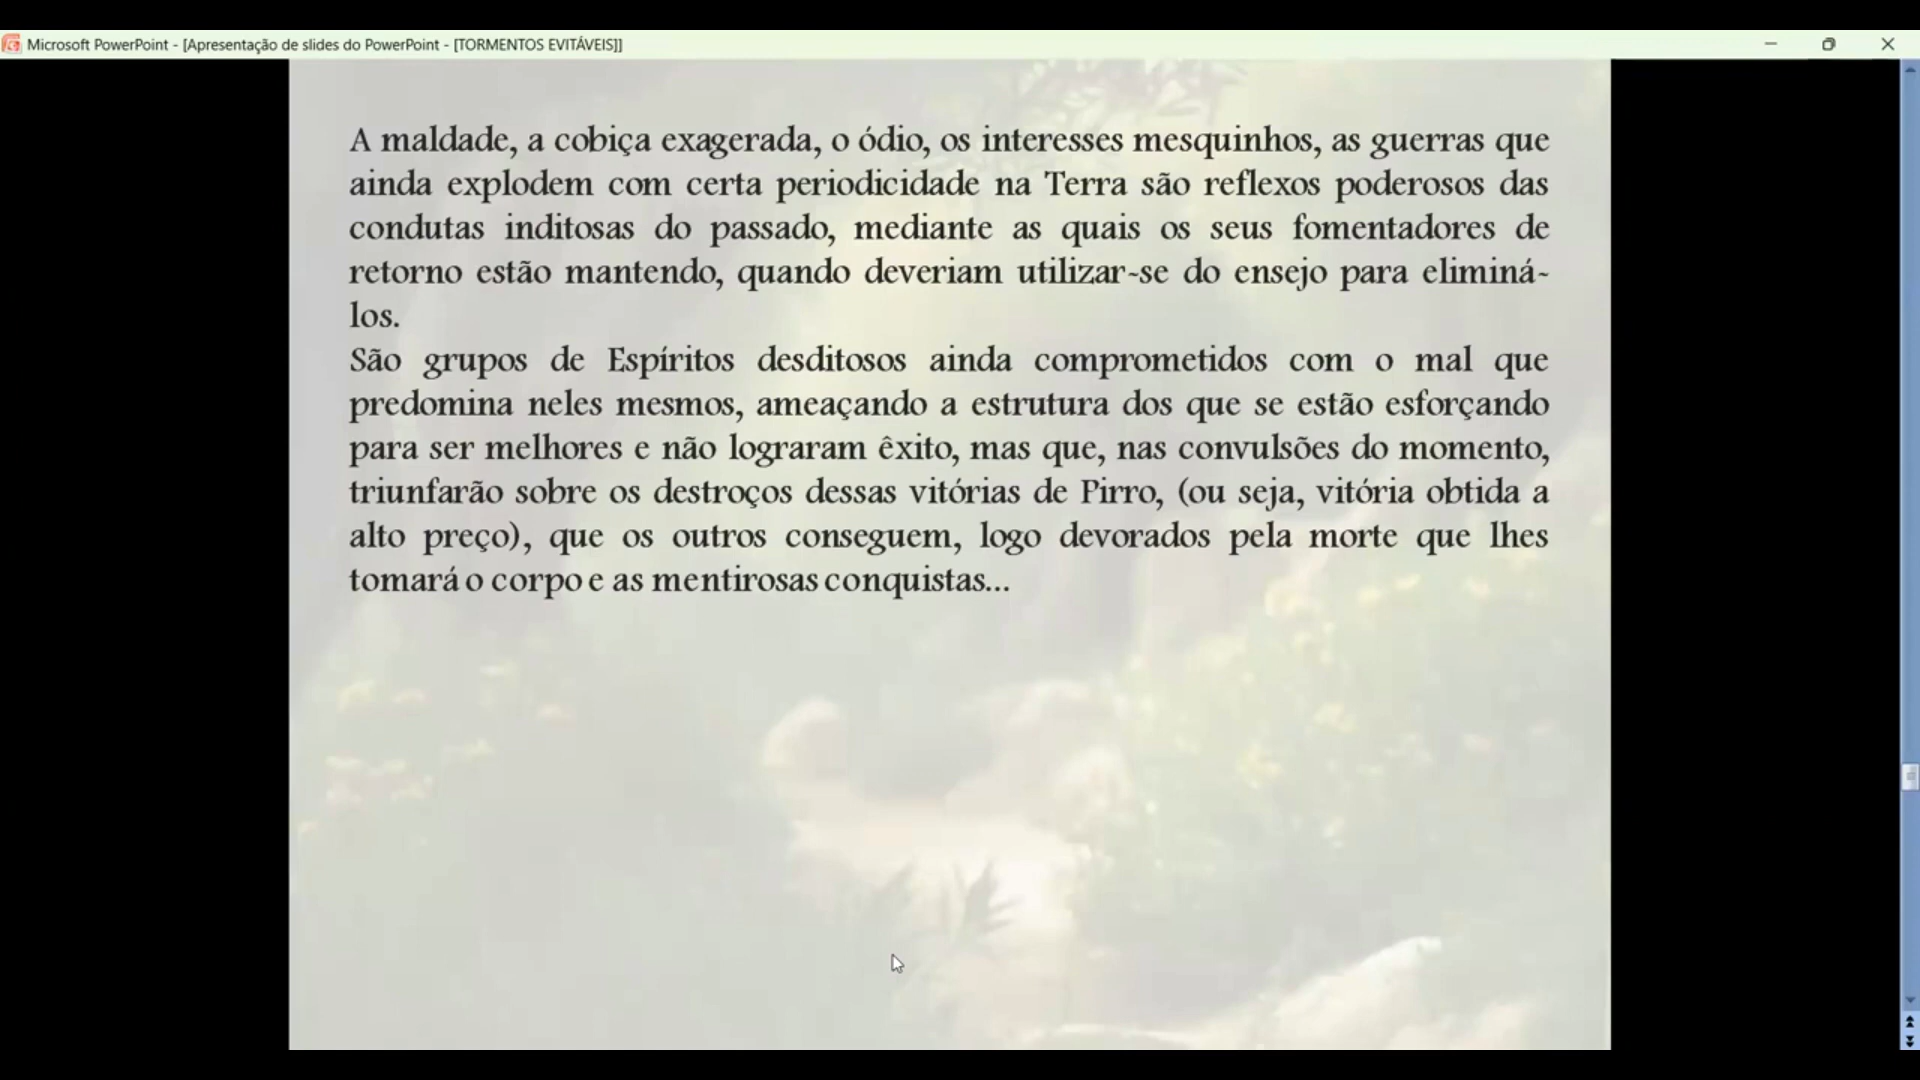 Microsoft PowerPoint - [Apresentação de slides do PowerPoint - [TORMENTOS EVITÁVEIS]]
A maldade, a cobiça exagerada, o ódio, os interesses mesquinhos, as guerras que
ainda explodem com certa periodicidade na Terra são reflexos poderosos das
condutas inditosas do passado, mediante as quais os seus fomentadores de
retorno estão mantendo, quando deveriam utilizar-se do ensejo para eliminá-
los.
São grupos de Espíritos desditosos ainda comprometidos com o mal que
predomina neles mesmos, ameaçando a estrutura dos que se estão esforçando
para ser melhores e não lograram êxito, mas que, nas convulsões do momento,
triunfarão sobre os destroços dessas vitórias de Pirro, (ou seja, vitória obtida a
alto preço), que os outros conseguem, logo devorados pela morte que lhes
tomará o corpo e as mentirosas conquistas...